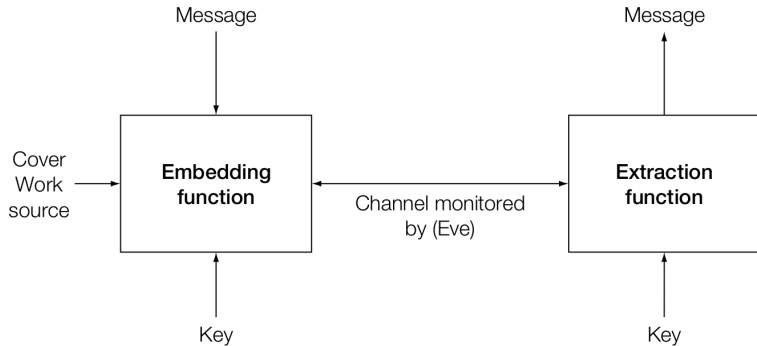 Message
Message
Cover
Work
source
Embedding
function
Channel monitored
by (Eve)
Extraction
function
Key
Key